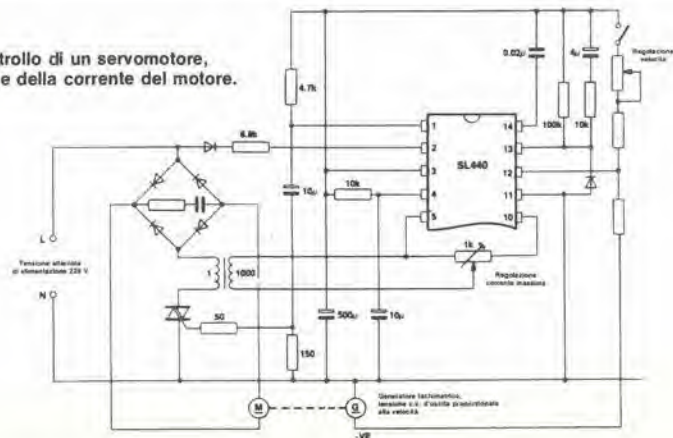 trollo di un servomotore,
e della corrente del motore.
4.7k
6.8k
10μ
10k
0.02μ
4μ
100k
10k
Regolazione
velocità
1
2
3
4
5
14
13
12
11
10
SL440
L
Tensione alternata
di alimentazione 220 V
N
1
1000
1k
Regolazione
corrente massima
50
150
500μ
10μ
M
G
Generatore tachimetrico,
tensione c.c. d'uscita proporzionale
alla velocità.
-VE